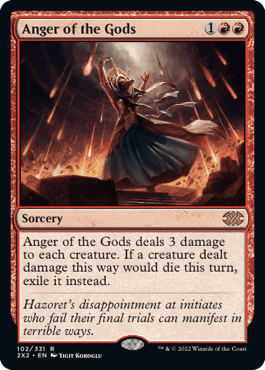 Anger of the Gods 1
Sorcery
Anger of the Gods deals 3 damage
to each creature. If a creature dealt
damage this way would die this turn,
exile it instead.
Hazoret's disappointment at initiates
who fail their final trials can manifest in
terrible ways.
102/331 R
2X2 • EN YIGIT KOROGLU
™ & © 2022 Wizards of the Coast